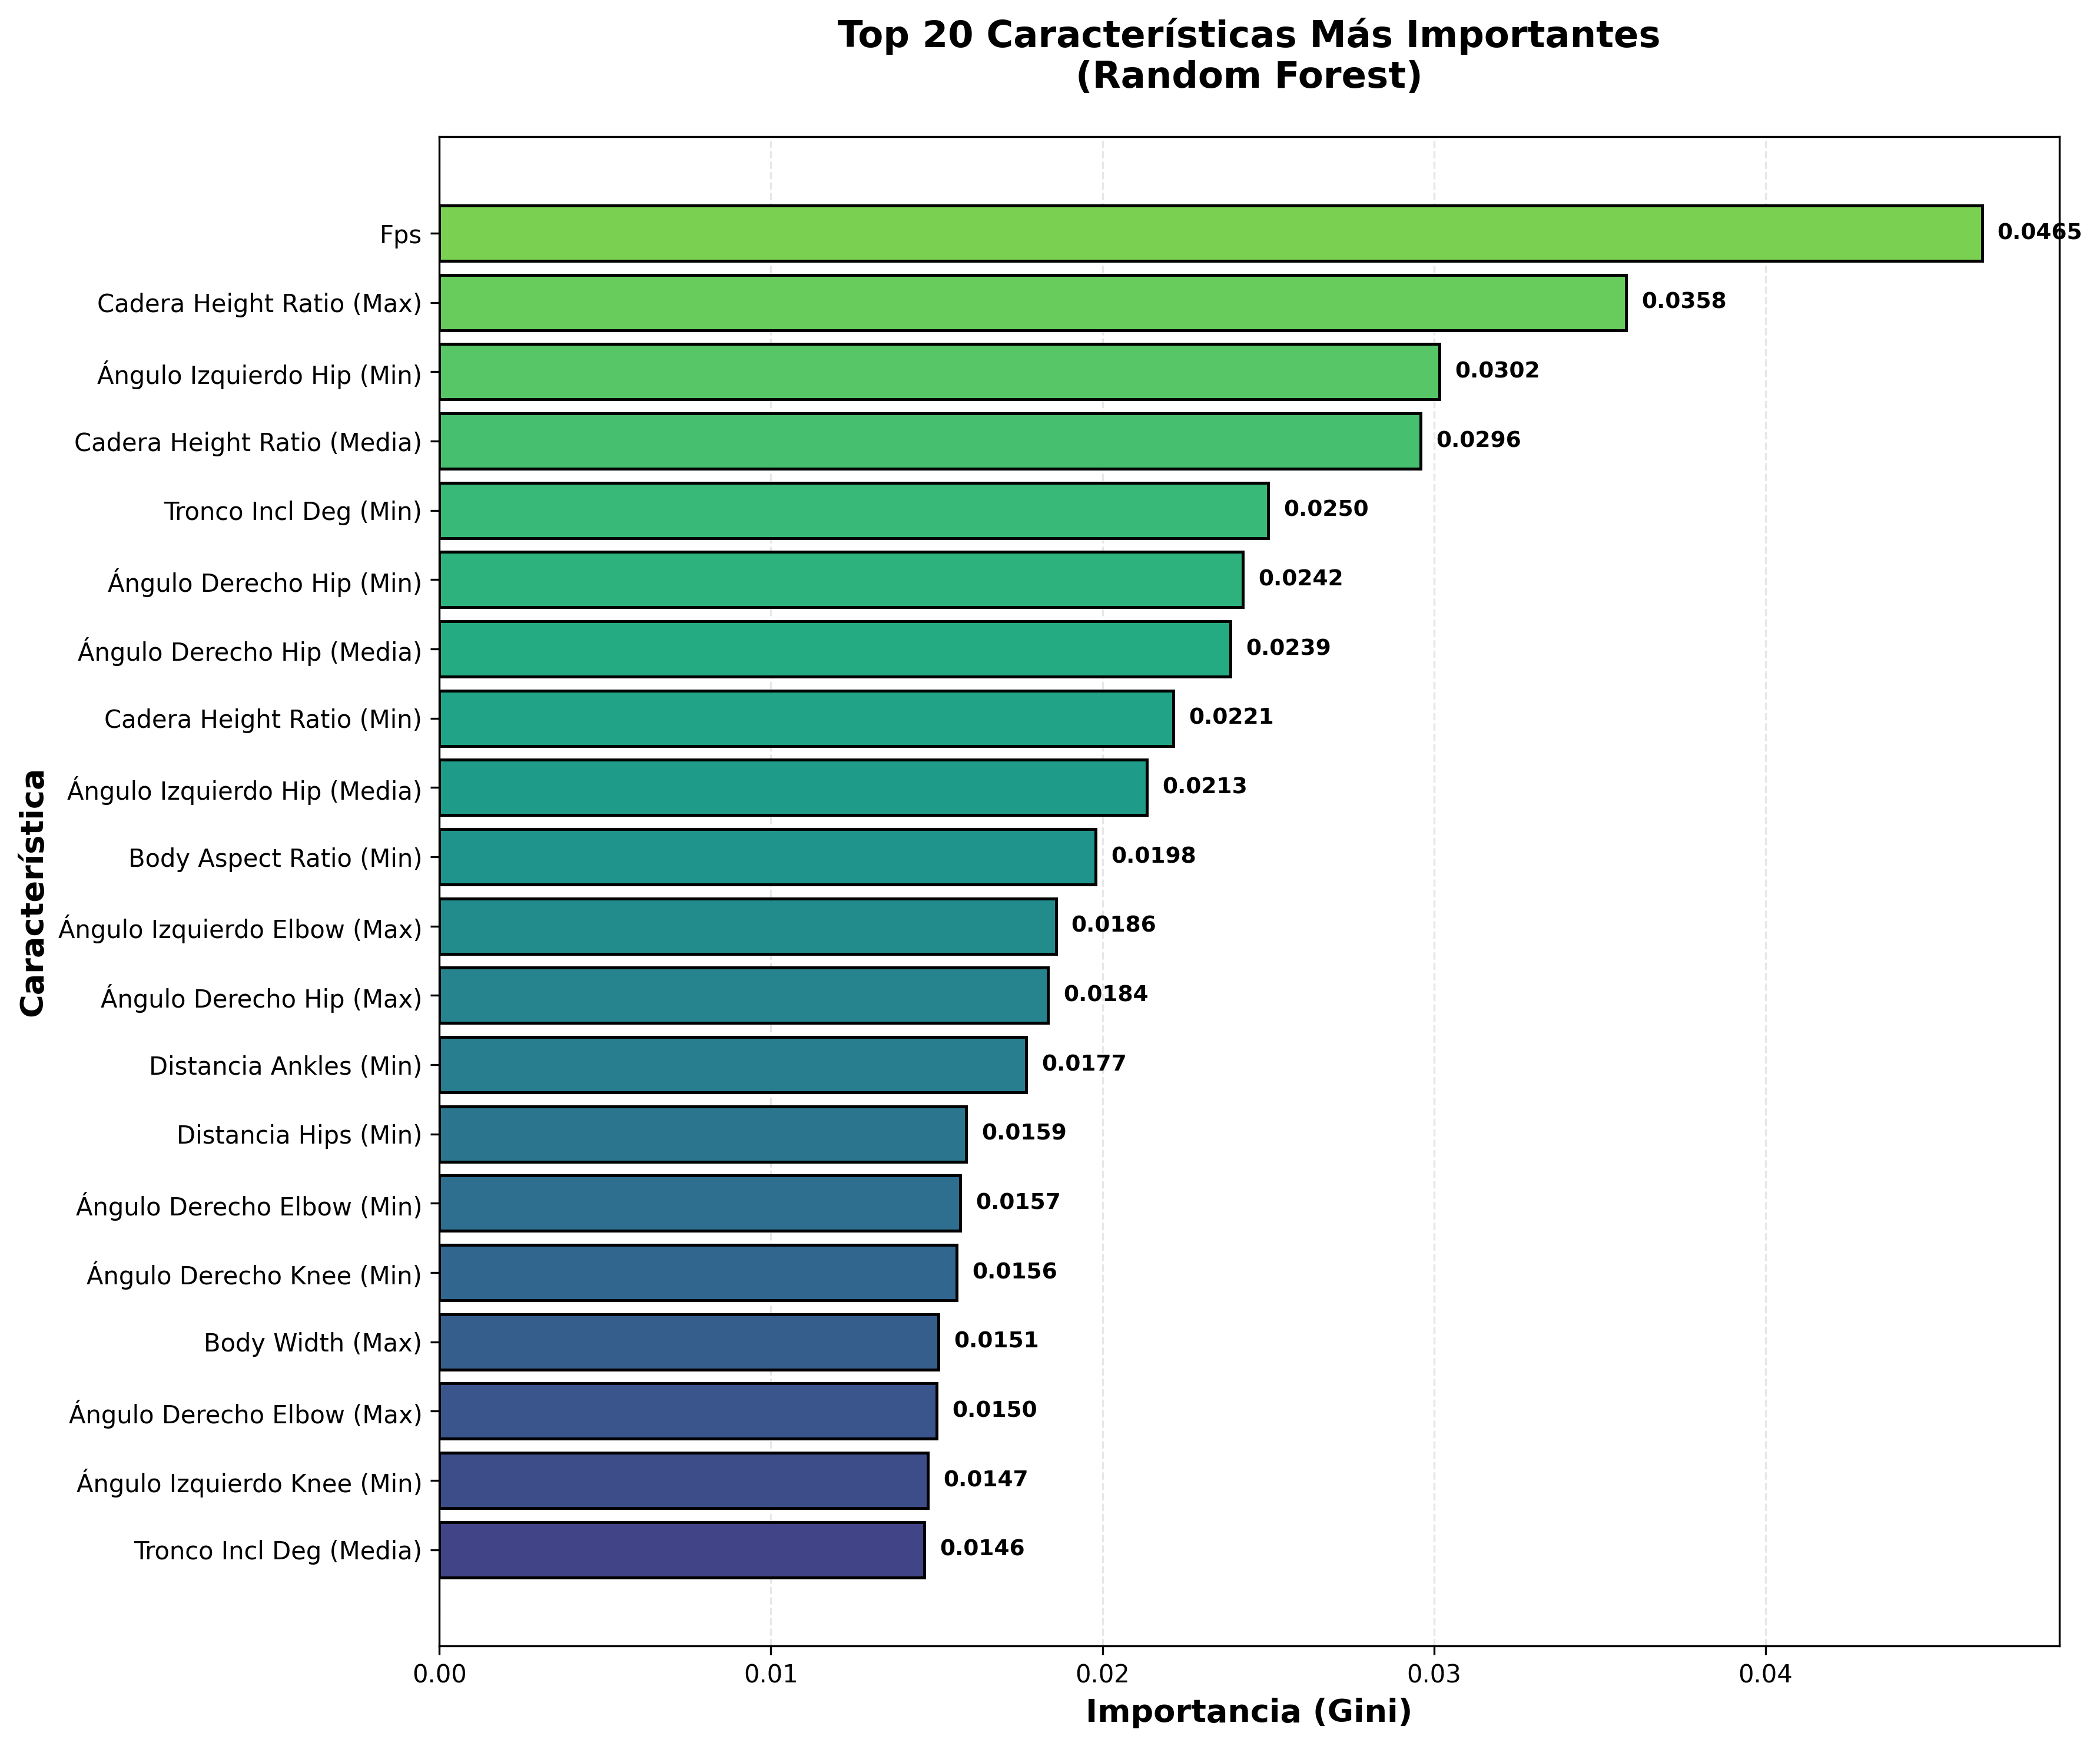 Top 20 Características Más Importantes
(Random Forest)
Característica
Fps 0.0465
Cadera Height Ratio (Max) 0.0358
Ángulo Izquierdo Hip (Min) 0.0302
Cadera Height Ratio (Media) 0.0296
Tronco Incl Deg (Min) 0.0250
Ángulo Derecho Hip (Min) 0.0242
Ángulo Derecho Hip (Media) 0.0239
Cadera Height Ratio (Min) 0.0221
Ángulo Izquierdo Hip (Media) 0.0213
Body Aspect Ratio (Min) 0.0198
Ángulo Izquierdo Elbow (Max) 0.0186
Ángulo Derecho Hip (Max) 0.0184
Distancia Ankles (Min) 0.0177
Distancia Hips (Min) 0.0159
Ángulo Derecho Elbow (Min) 0.0157
Ángulo Derecho Knee (Min) 0.0156
Body Width (Max) 0.0151
Ángulo Derecho Elbow (Max) 0.0150
Ángulo Izquierdo Knee (Min) 0.0147
Tronco Incl Deg (Media) 0.0146
0.00 0.01 0.02 0.03 0.04
Importancia (Gini)